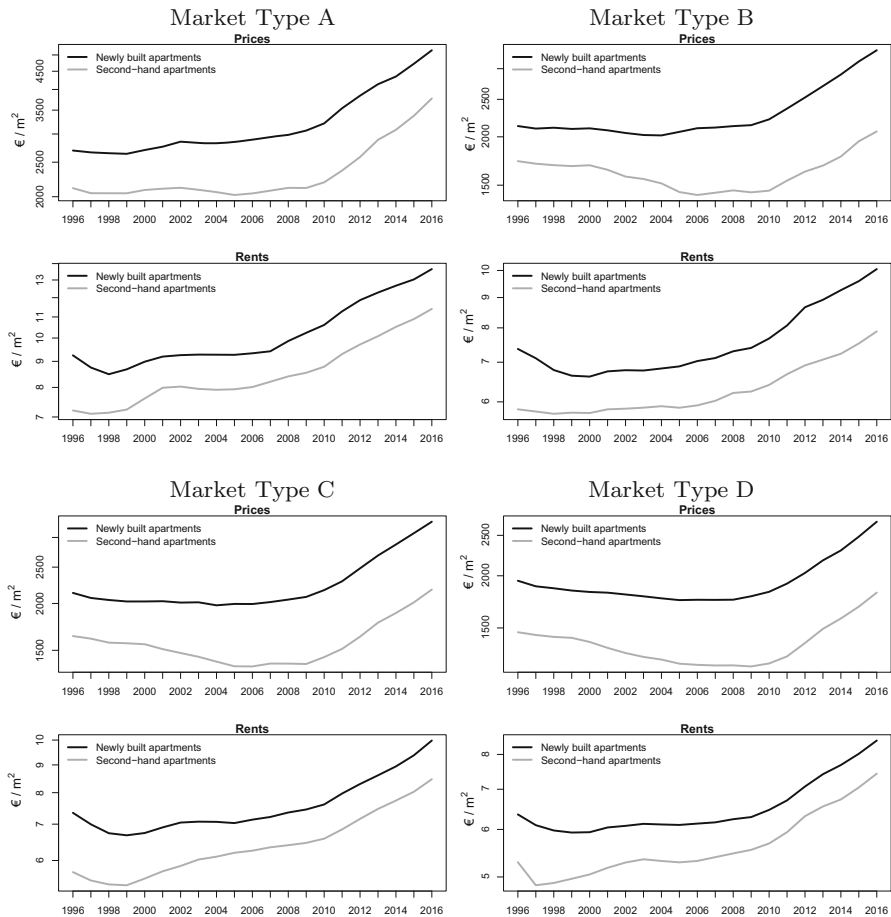 Market Type A
Prices
Newly built apartments
Second−hand apartments
€ / m2
4500
3500
2500
2000
1996 1998 2000 2002 2004 2006 2008 2010 2012 2014 2016
Rents
Newly built apartments
Second−hand apartments
€ / m2
13
11
10
9
8
7
1996 1998 2000 2002 2004 2006 2008 2010 2012 2014 2016
Market Type B
Prices
Newly built apartments
Second−hand apartments
€ / m2
2500
2000
1500
1996 1998 2000 2002 2004 2006 2008 2010 2012 2014 2016
Rents
Newly built apartments
Second−hand apartments
€ / m2
10
9
8
7
6
1996 1998 2000 2002 2004 2006 2008 2010 2012 2014 2016
Market Type C
Prices
Newly built apartments
Second−hand apartments
€ / m2
2500
2000
1500
1996 1998 2000 2002 2004 2006 2008 2010 2012 2014 2016
Rents
Newly built apartments
Second−hand apartments
€ / m2
10
9
8
7
6
1996 1998 2000 2002 2004 2006 2008 2010 2012 2014 2016
Market Type D
Prices
Newly built apartments
Second−hand apartments
€ / m2
2500
2000
1500
1996 1998 2000 2002 2004 2006 2008 2010 2012 2014 2016
Rents
Newly built apartments
Second−hand apartments
€ / m2
8
7
6
5
1996 1998 2000 2002 2004 2006 2008 2010 2012 2014 2016